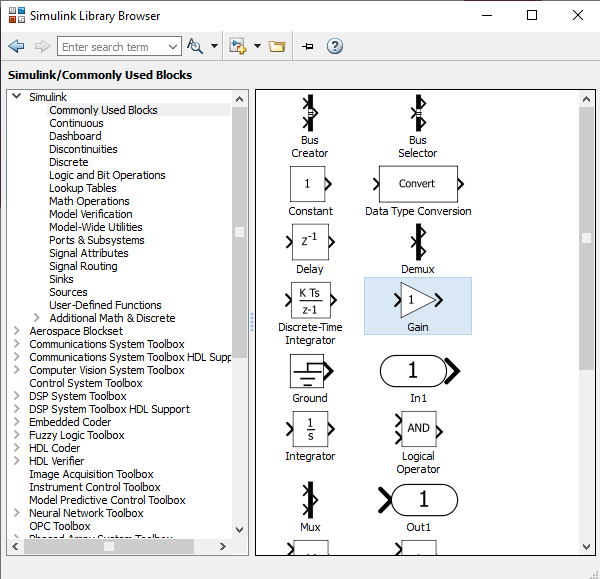 Simulink Library Browser
Enter search term
Simulink/Commonly Used Blocks
Simulink
Commonly Used Blocks
Continuous
Dashboard
Discontinuities
Discrete
Logic and Bit Operations
Lookup Tables
Math Operations
Model Verification
Model-Wide Utilities
Ports & Subsystems
Signal Attributes
Signal Routing
Sinks
Sources
User-Defined Functions
Additional Math & Discrete
Aerospace Blockset
Communications System Toolbox
Communications System Toolbox HDL Supp
Computer Vision System Toolbox
Control System Toolbox
DSP System Toolbox
DSP System Toolbox HDL Support
Embedded Coder
Fuzzy Logic Toolbox
HDL Coder
HDL Verifier
Image Acquisition Toolbox
Instrument Control Toolbox
Model Predictive Control Toolbox
Neural Network Toolbox
OPC Toolbox
Phased Array System Toolbox
Bus
Creator
Bus
Selector
1
Constant
Convert
Data Type Conversion
Z-1
Delay
Demux
K Ts
z-1
Discrete-Time
Integrator
1
Gain
Ground
1
In1
1
s
Integrator
AND
Logical
Operator
Mux
1
Out1